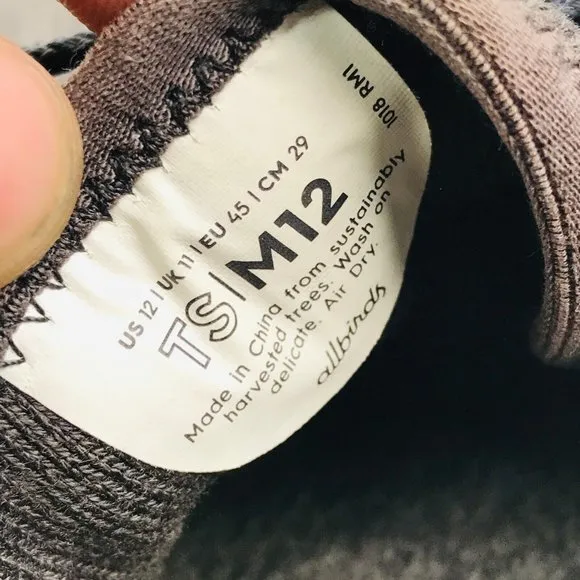 1018 RM1
US 12 | UK 11 | EU 45 | CM 29
TS | M12
Made in China from sustainably
harvested trees. Wash on
delicate. Air Dry.
allbirds